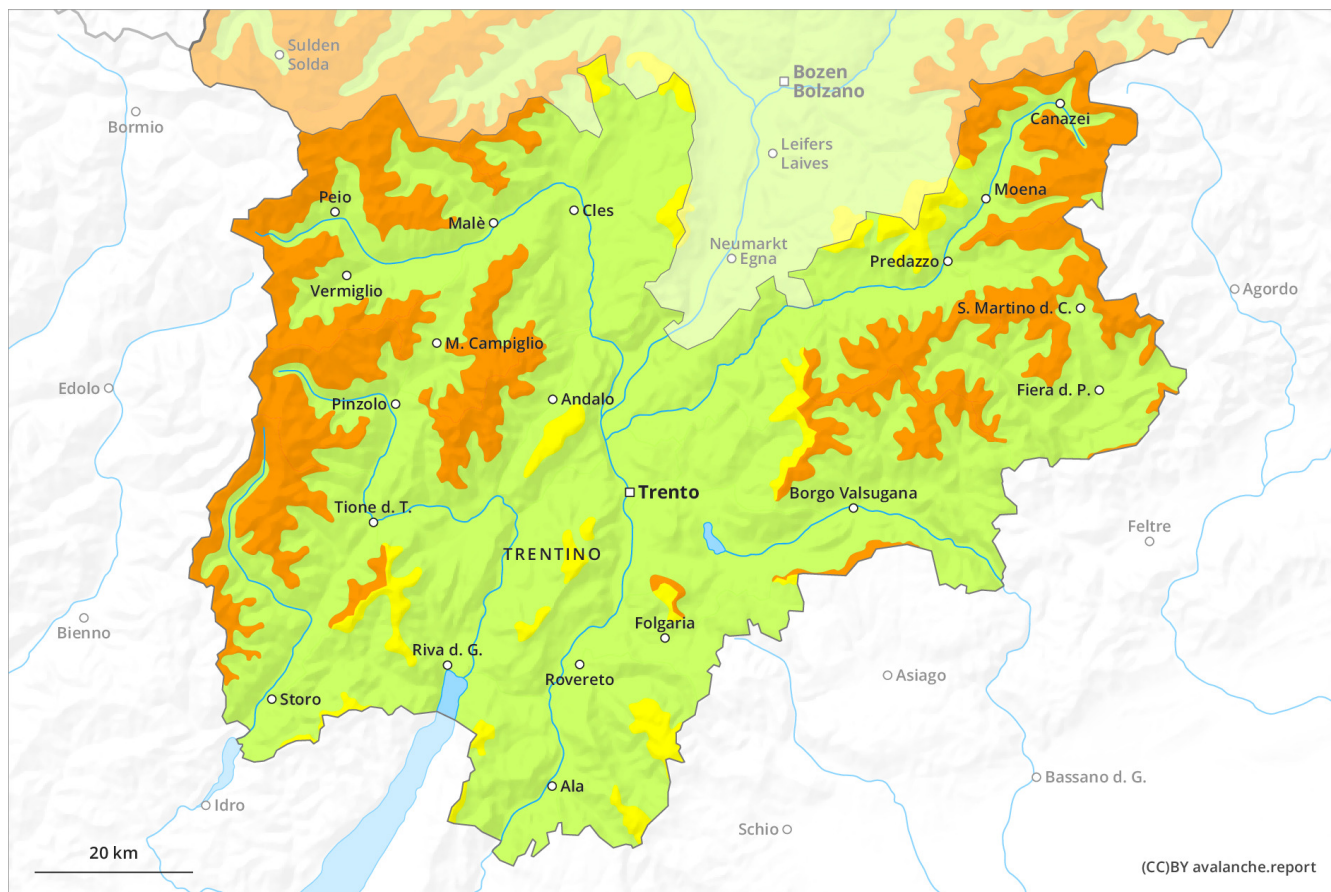 Sulden
Solda
Bozen
Bolzano
Bormio
Canazei
Leifers
Laives
Peio
Moena
Malè
Cles
Neumarkt
Egna
Predazzo
Vermiglio
Agordo
S. Martino d. C.
M. Campiglio
Edolo
Fiera d. P.
Pinzolo
Andalo
Trento
Borgo Valsugana
Tione d. T.
Feltre
TRENTINO
Bienno
Folgaria
Riva d. G.
Rovereto
Asiago
Storo
Bassano d. G.
Ala
Idro
Schio
20 km
(CC)BY avalanche.report